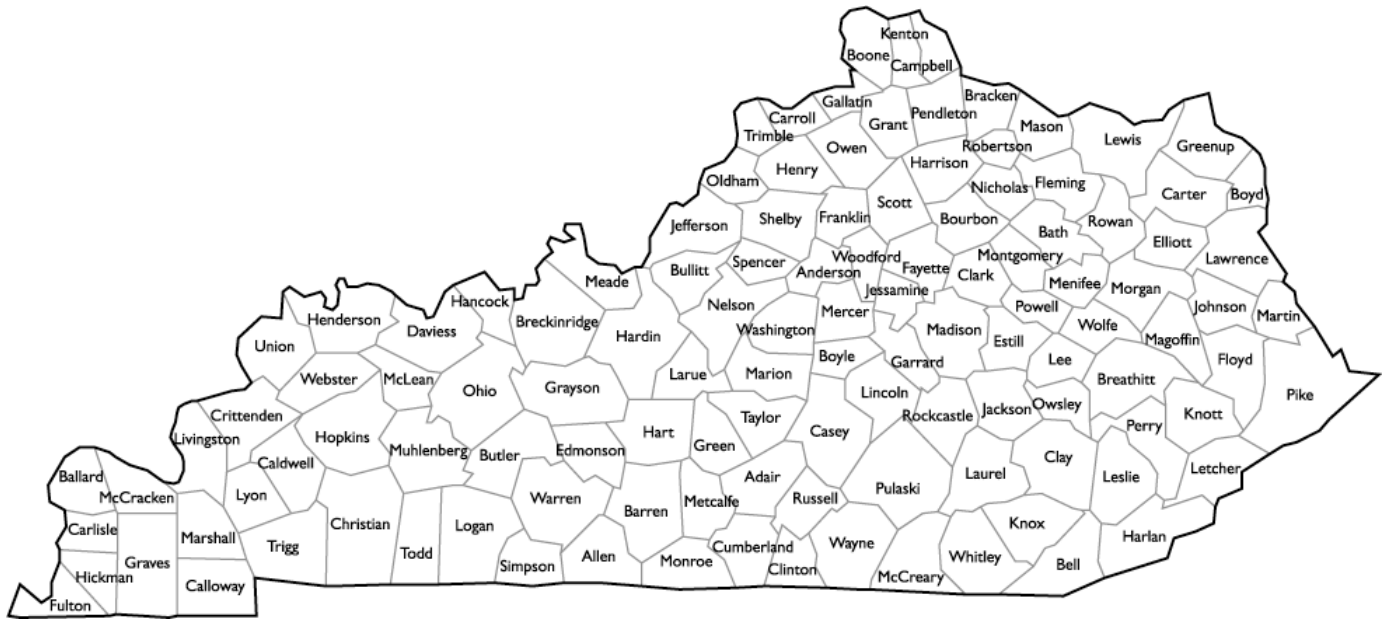 Kenton
Boone
Campbell
Bracken
Gallatin
Pendleton
Carroll
Grant
Mason
Trimble
Lewis
Owen
Robertson
Greenup
Harrison
Henry
Oldham
Nicholas
Fleming
Carter
Boyd
Scott
Shelby
Franklin
Bourbon
Rowan
Jefferson
Bath
Elliott
Woodford
Montgomery
Lawrence
Spencer
Bullitt
Anderson
Fayette
Clark
Meade
Menifee
Morgan
Jessamine
Hancock
Nelson
Powell
Johnson
Mercer
Martin
Henderson
Breckinridge
Daviess
Washington
Madison
Wolfe
Hardin
Magoffin
Estill
Union
Boyle
Lee
Floyd
Garrard
Larue
Marion
Webster
McLean
Breathitt
Grayson
Ohio
Lincoln
Pike
Owsley
Jackson
Crittenden
Rockcastle
Knott
Taylor
Perry
Livingston
Hopkins
Hart
Casey
Green
Muhlenberg
Edmonson
Butler
Clay
Caldwell
Letcher
Ballard
Laurel
Leslie
Adair
Pulaski
Lyon
McCracken
Warren
Russell
Metcalfe
Barren
Christian
Logan
Knox
Carlisle
Marshall
Harlan
Wayne
Trigg
Cumberland
Todd
Allen
Whitley
Graves
Monroe
Bell
Simpson
Clinton
McCreary
Hickman
Calloway
Fulton